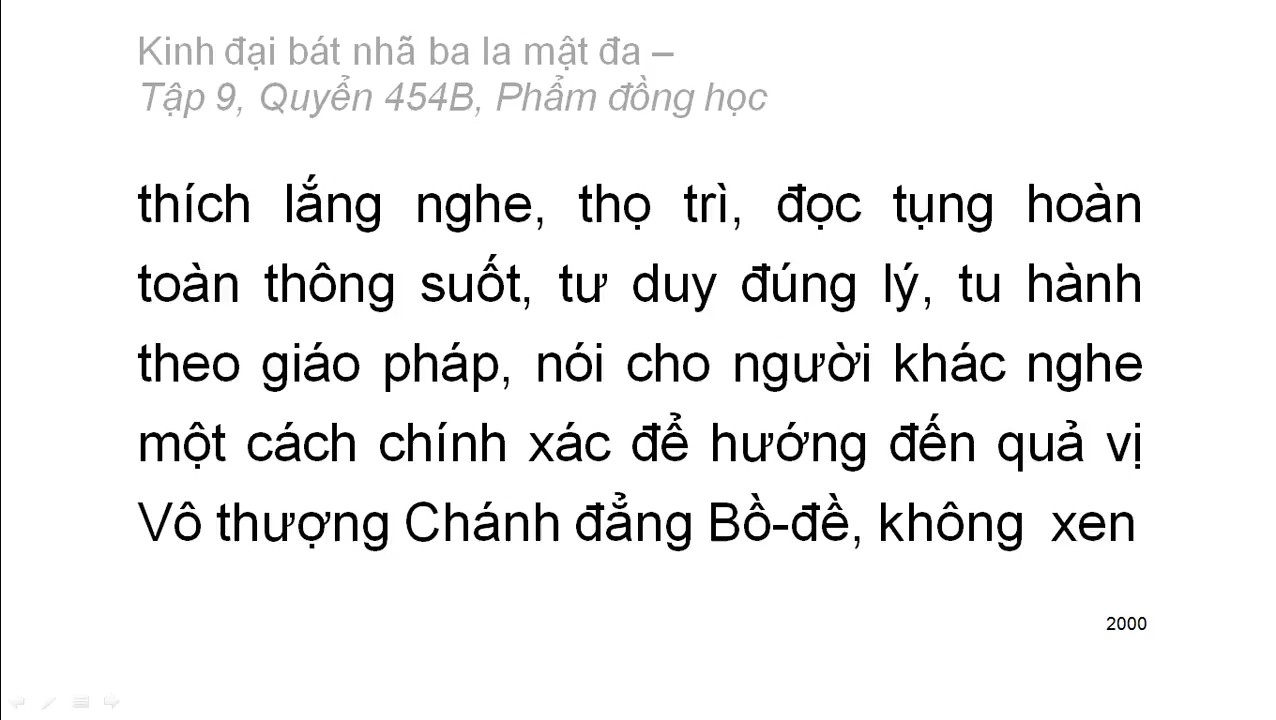 Kinh đại bát nhã ba la mật đa –
Tập 9, Quyển 454B, Phẩm đồng học
thích lắng nghe, thọ trì, đọc tụng hoàn
toàn thông suốt, tư duy đúng lý, tu hành
theo giáo pháp, nói cho người khác nghe
một cách chính xác để hướng đến quả vị
Vô thượng Chánh đẳng Bồ-đề, không xen
2000